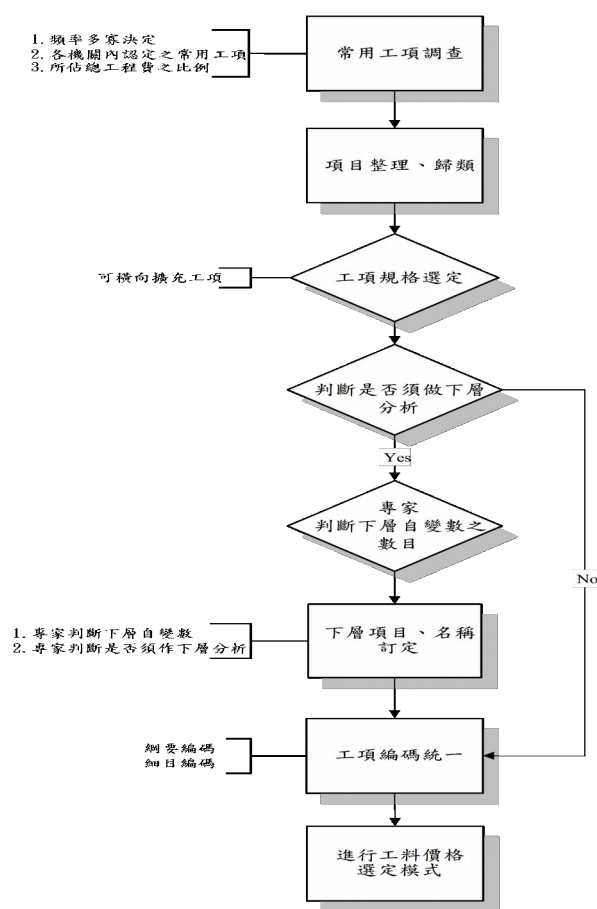 1. 頻率多寡決定
2. 各機關內認定之常用工項
3. 所佔總工程費之比例
常用工項調查
項目整理、歸類
可橫向擴充工項
工項規格選定
判斷是否須做下層
分析
Yes
專家
判斷下層自變數之
數目
No
1. 專家判斷下層自變數
2. 專家判斷是否須作下層分析
下層項目、名稱
訂定
綱要編碼
細目編碼
工項編碼統一
進行工料價格
選定模式